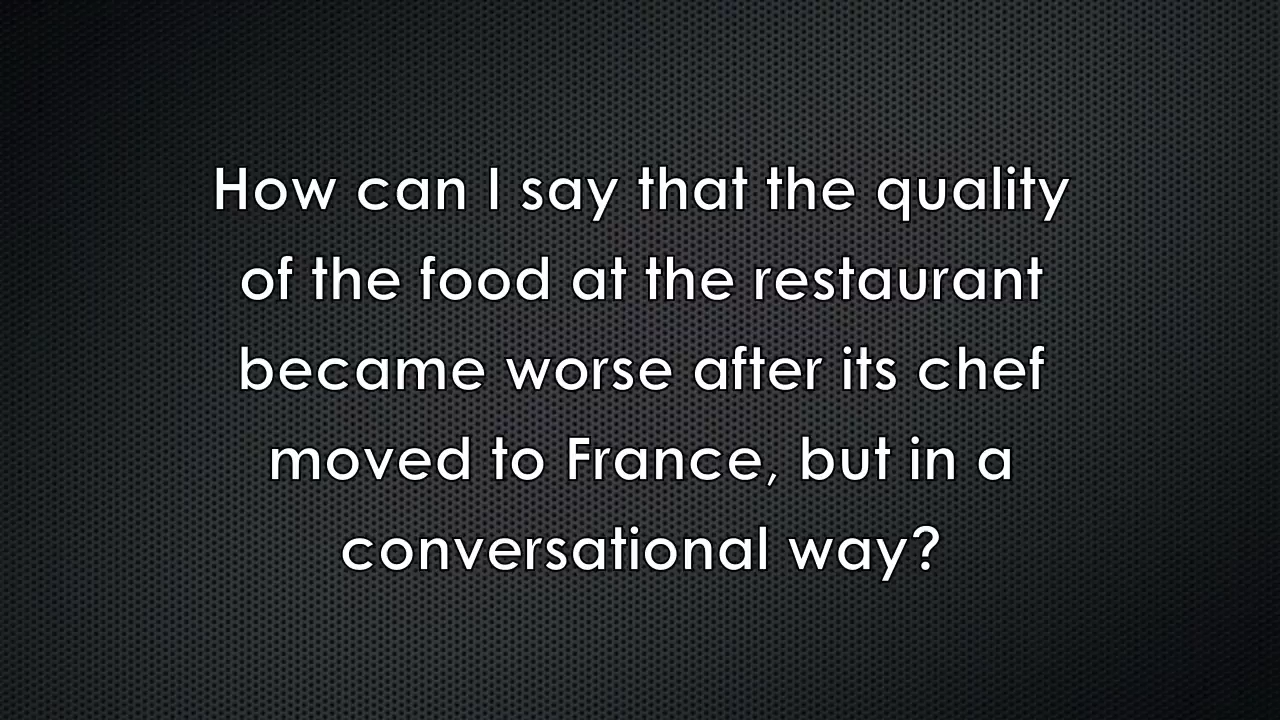 How can I say that the quality
of the food at the restaurant
became worse after its chef
moved to France, but in a
conversational way?